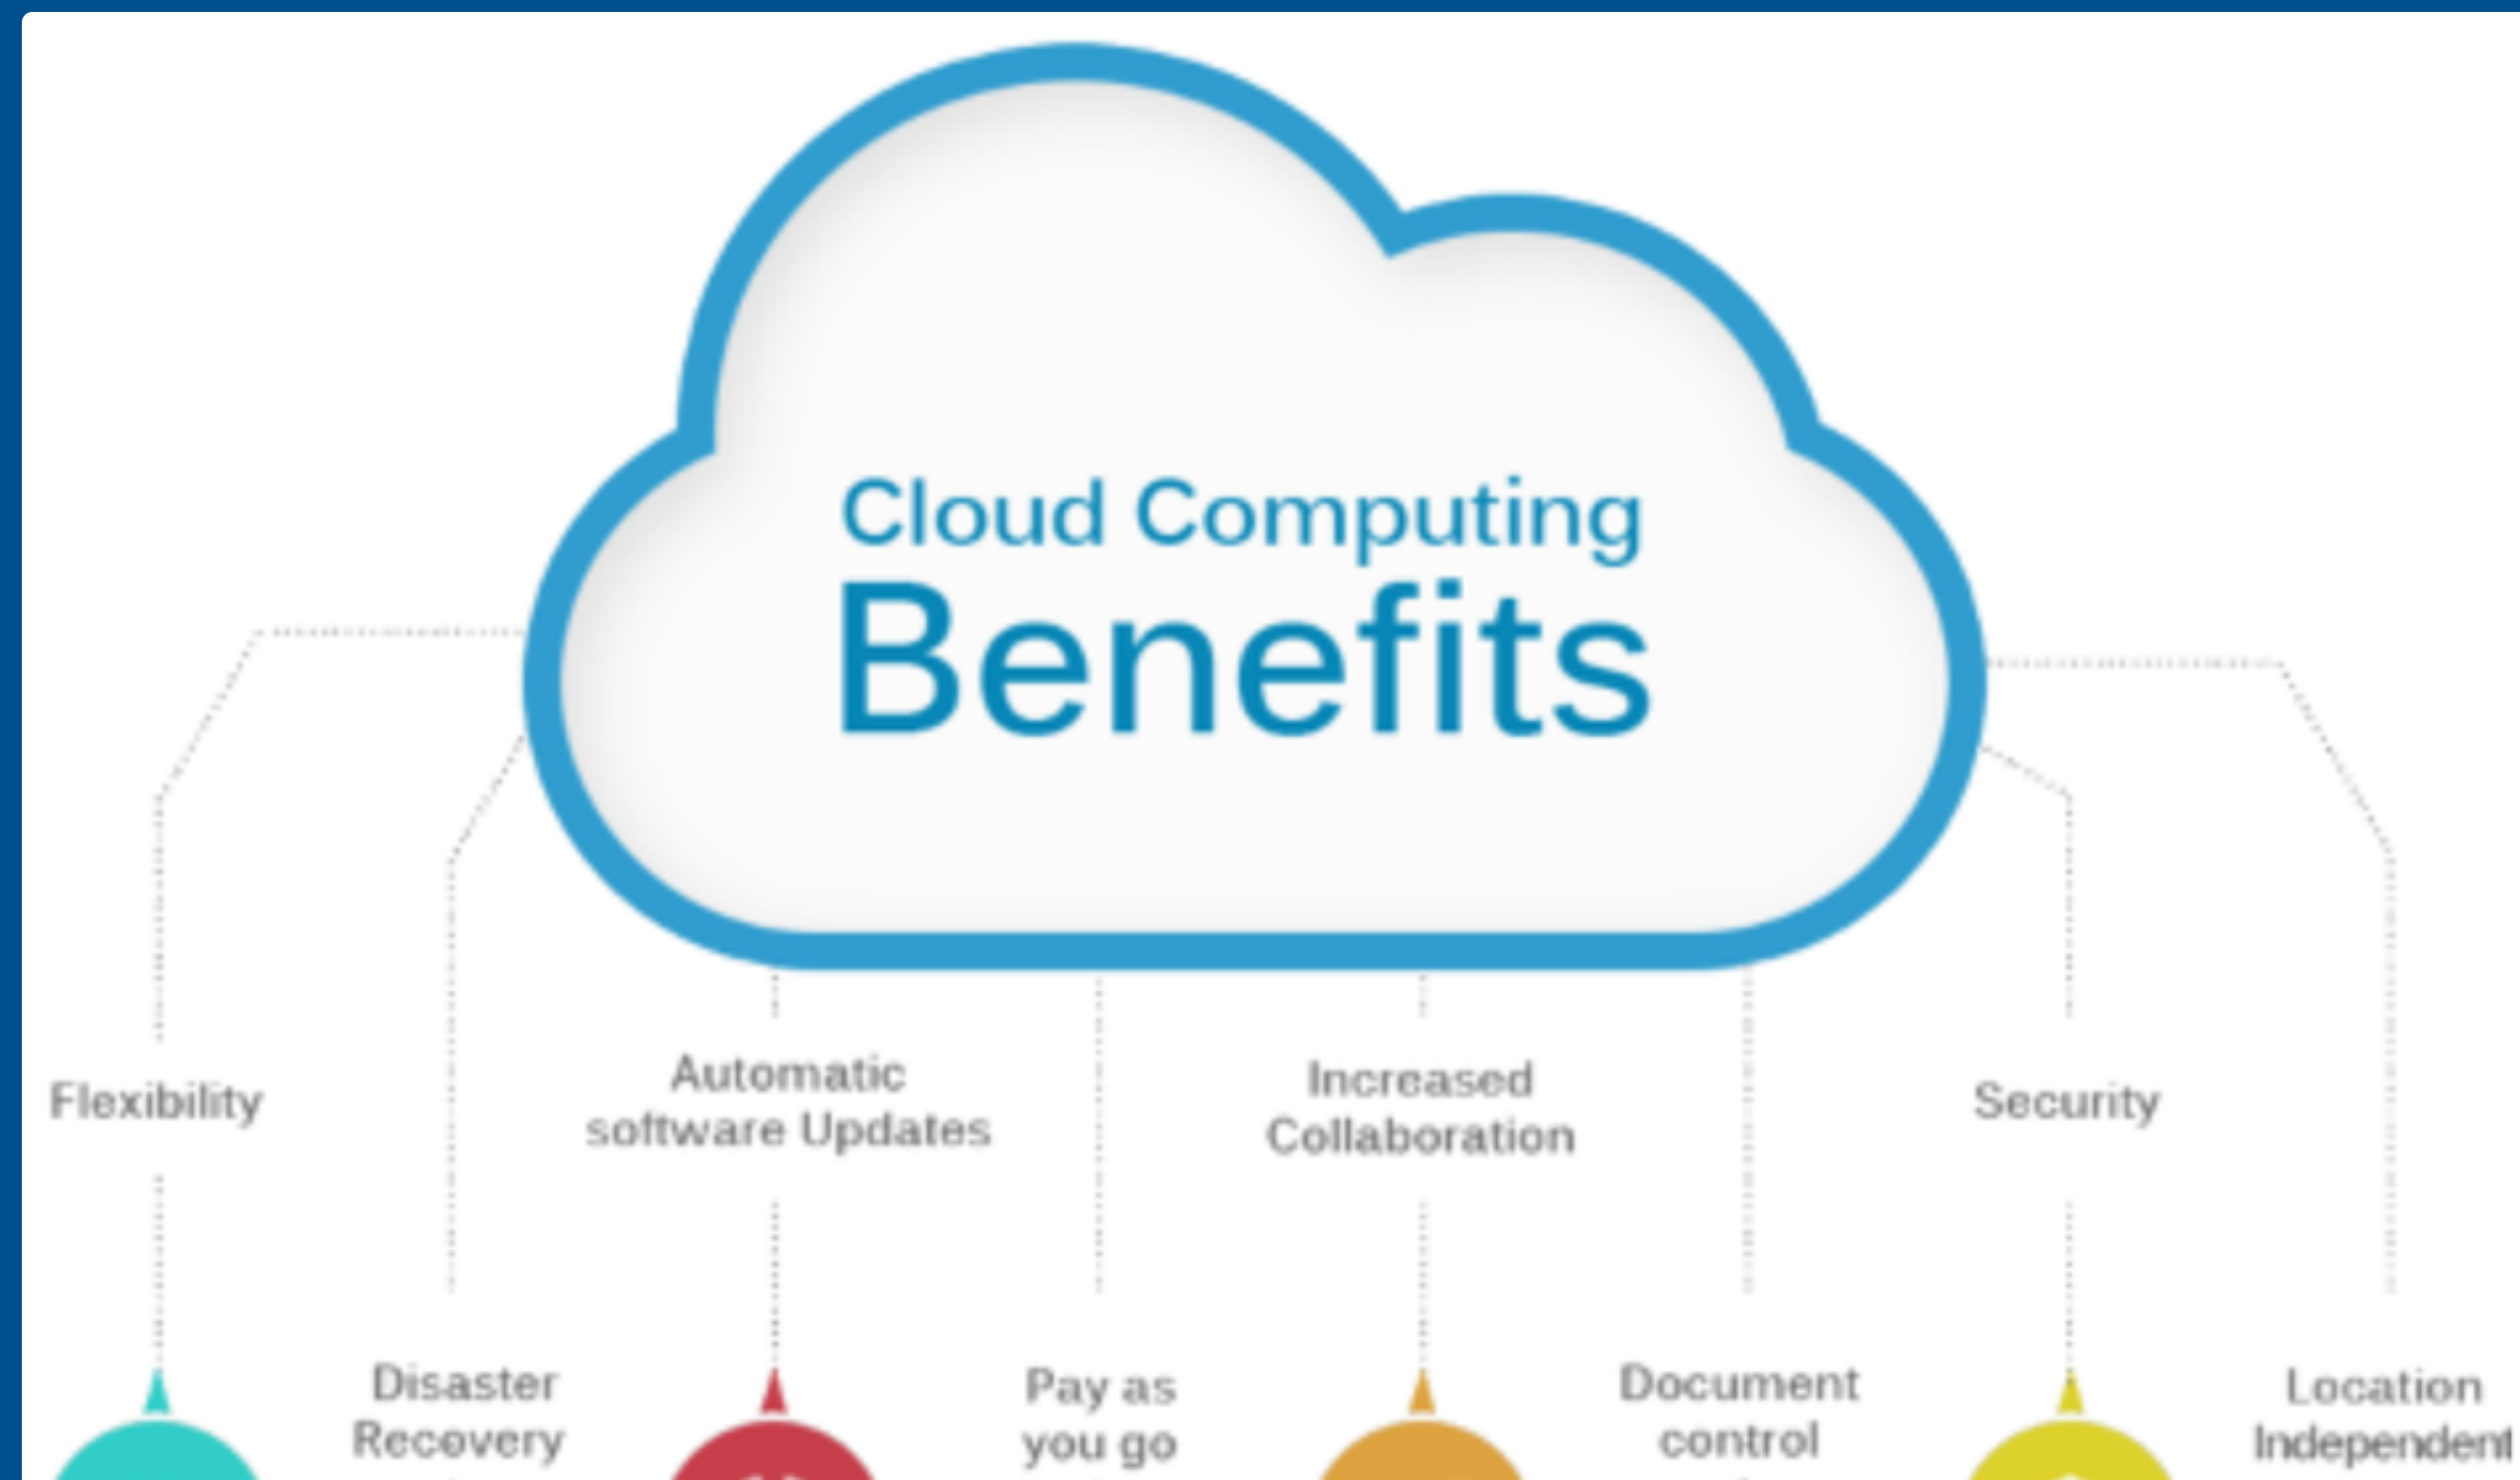 Cloud Computing
Benefits
Flexibility
Automatic
software Updates
Increased
Collaboration
Security
Disaster
Recovery
Pay as
you go
Document
control
Location
Independent